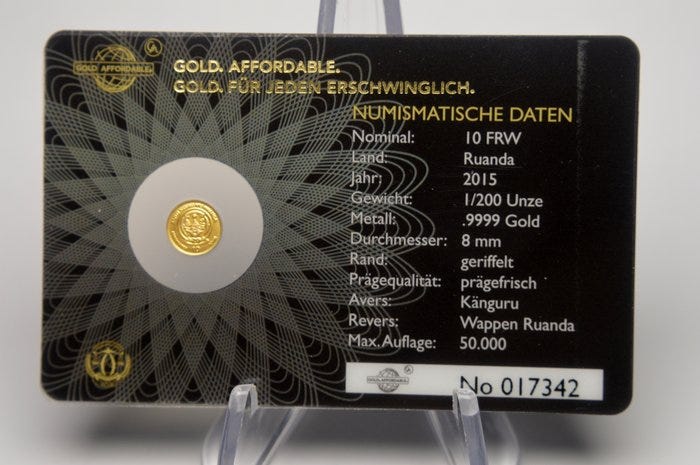 GOLD. AFFORDABLE.
GOLD. AFFORDABLE.
GOLD. FÜR JEDEN ERSCHWINGLICH.
NUMISMATISCHE DATEN
Nominal: 10 FRW
Land: Ruanda
Jahr: 2015
Gewicht: 1/200 Unze
Metall: .9999 Gold
Durchmesser: 8 mm
Rand: geriffelt
Prägequalität: prägefrisch
Avers: Känguru
Revers: Wappen Ruanda
Max. Auflage: 50.000
GOLD. AFFORDABLE.
No 017342